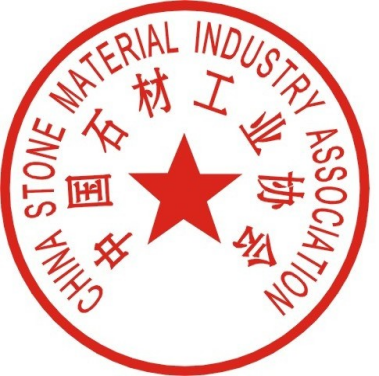 CHINA STONE MATERIAL INDUSTRY ASSOCIATION
中国石材工业协会